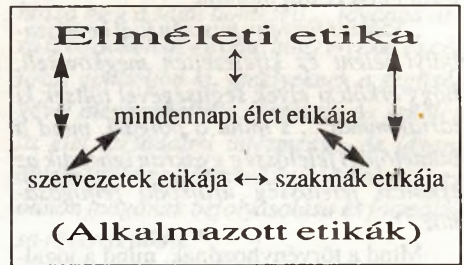 Elméleti etika
mindennapi élet etikája
szervezetek etikája ↔ szakmák etikája
(Alkalmazott etikák)